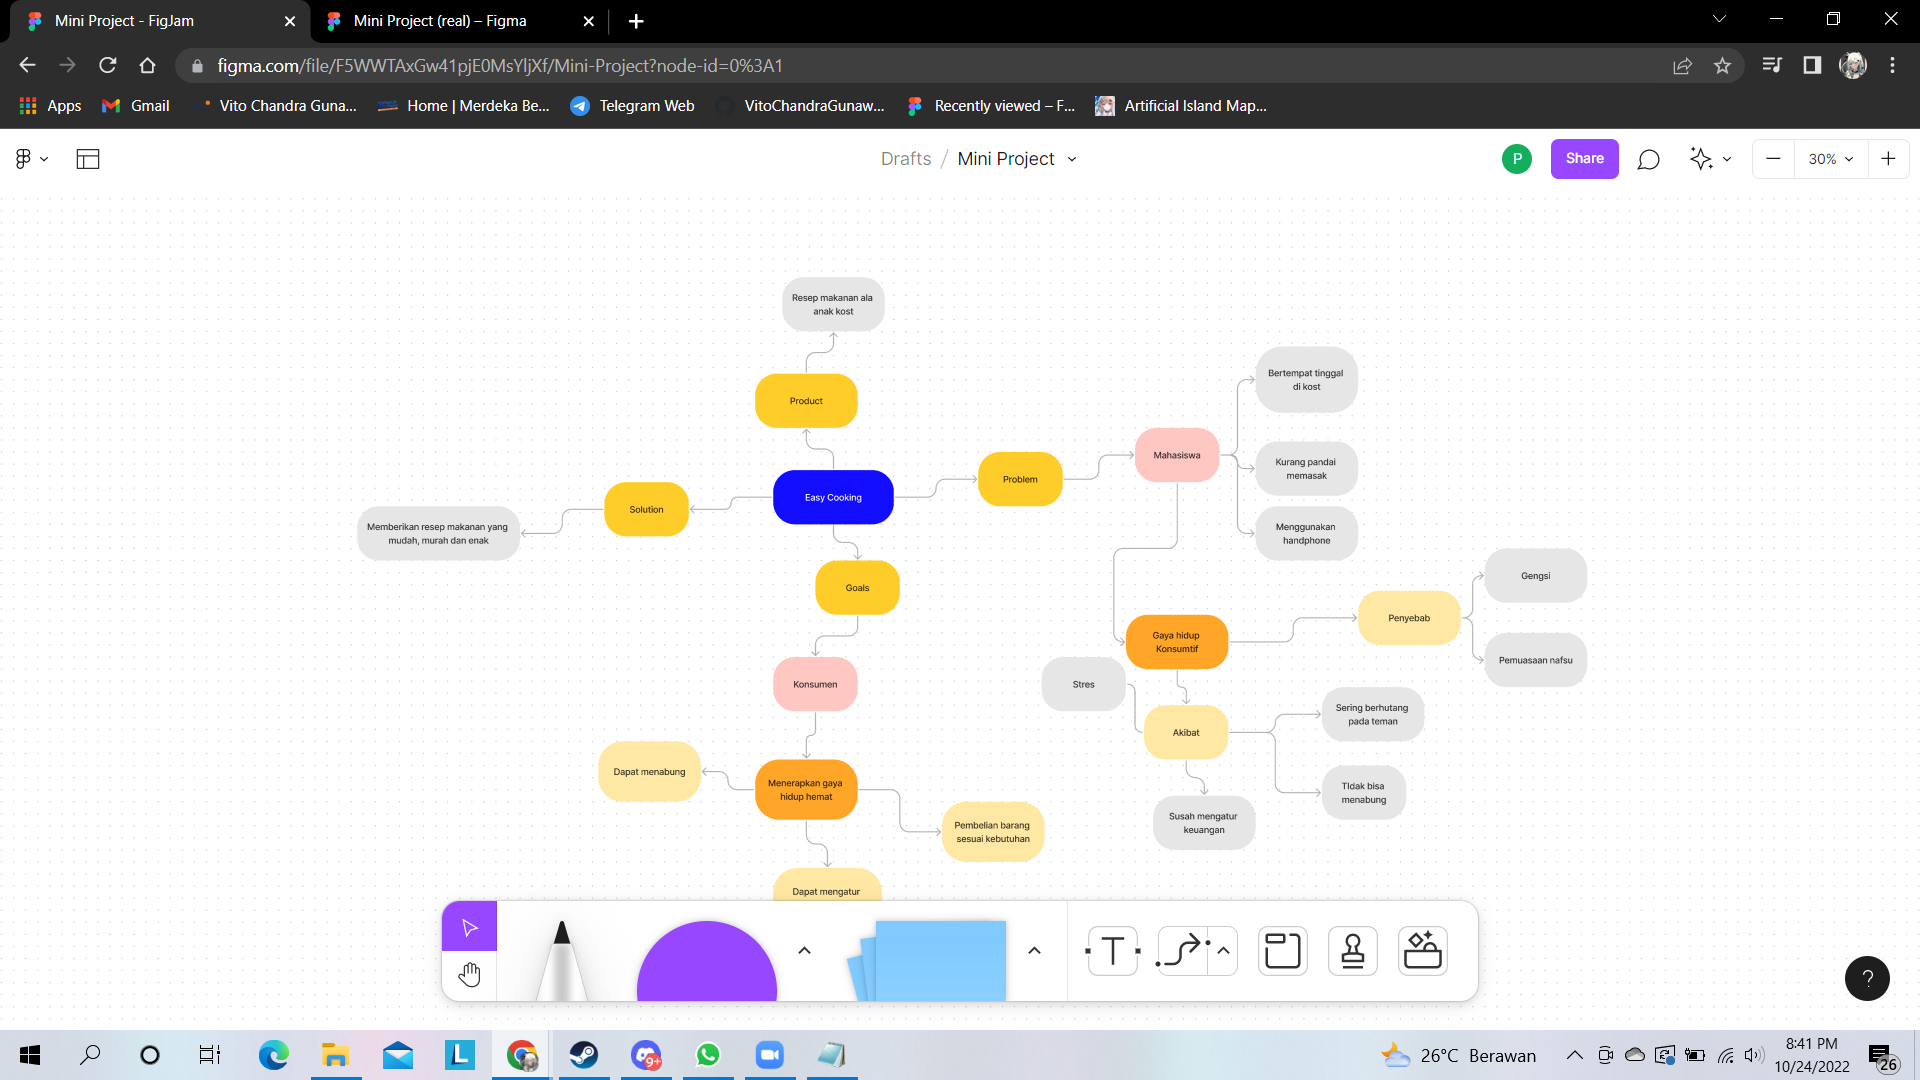 Mini Project - FigJam
Mini Project (real) – Figma
figma.com/file/F5WWTAxGw41pjE0MsYljXf/Mini-Project?node-id=0%3A1
Apps
Gmail
Vito Chandra Guna...
Home | Merdeka Be...
Telegram Web
VitoChandraGunaw...
Recently viewed – F...
Artificial Island Map...
Drafts / Mini Project
P
Share
30%
Resep makanan ala
anak kost
Product
Easy Cooking
Solution
Memberikan resep makanan yang
mudah, murah dan enak
Problem
Mahasiswa
Bertempat tinggal
di kost
Kurang pandai
memasak
Menggunakan
handphone
Goals
Konsumen
Menerapkan gaya
hidup hemat
Dapat menabung
Pembelian barang
sesuai kebutuhan
Dapat mengatur
Gaya hidup
Konsumtif
Penyebab
Gengsi
Pemuasaan nafsu
Stres
Akibat
Sering berhutang
pada teman
TIdak bisa
menabung
Susah mengatur
keuangan
T
?
L
9+
26°C Berawan
8:41 PM
10/24/2022
26